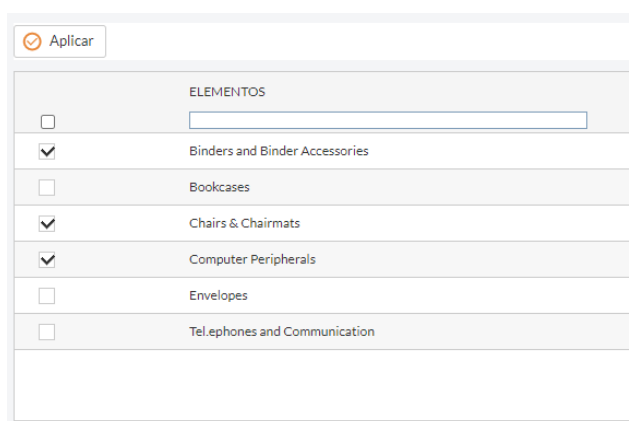 Aplicar
ELEMENTOS
Binders and Binder Accessories
Bookcases
Chairs & Chairmats
Computer Peripherals
Envelopes
Tel.ephones and Communication